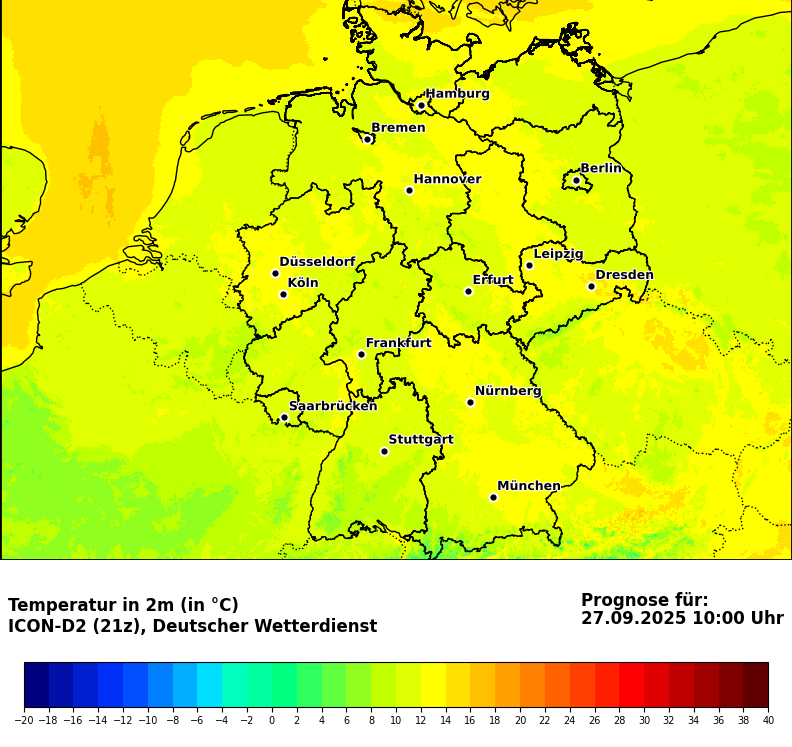 Hamburg
Bremen
Berlin
Hannover
Leipzig
Düsseldorf
Dresden
Köln
Erfurt
Frankfurt
Nürnberg
Saarbrücken
Stuttgart
München
Temperatur in 2m (in °C)
ICON-D2 (21z), Deutscher Wetterdienst
Prognose für:
27.09.2025 10:00 Uhr
−20 −18 −16 −14 −12 −10 −8 −6 −4 −2 0 2 4 6 8 10 12 14 16 18 20 22 24 26 28 30 32 34 36 38 40